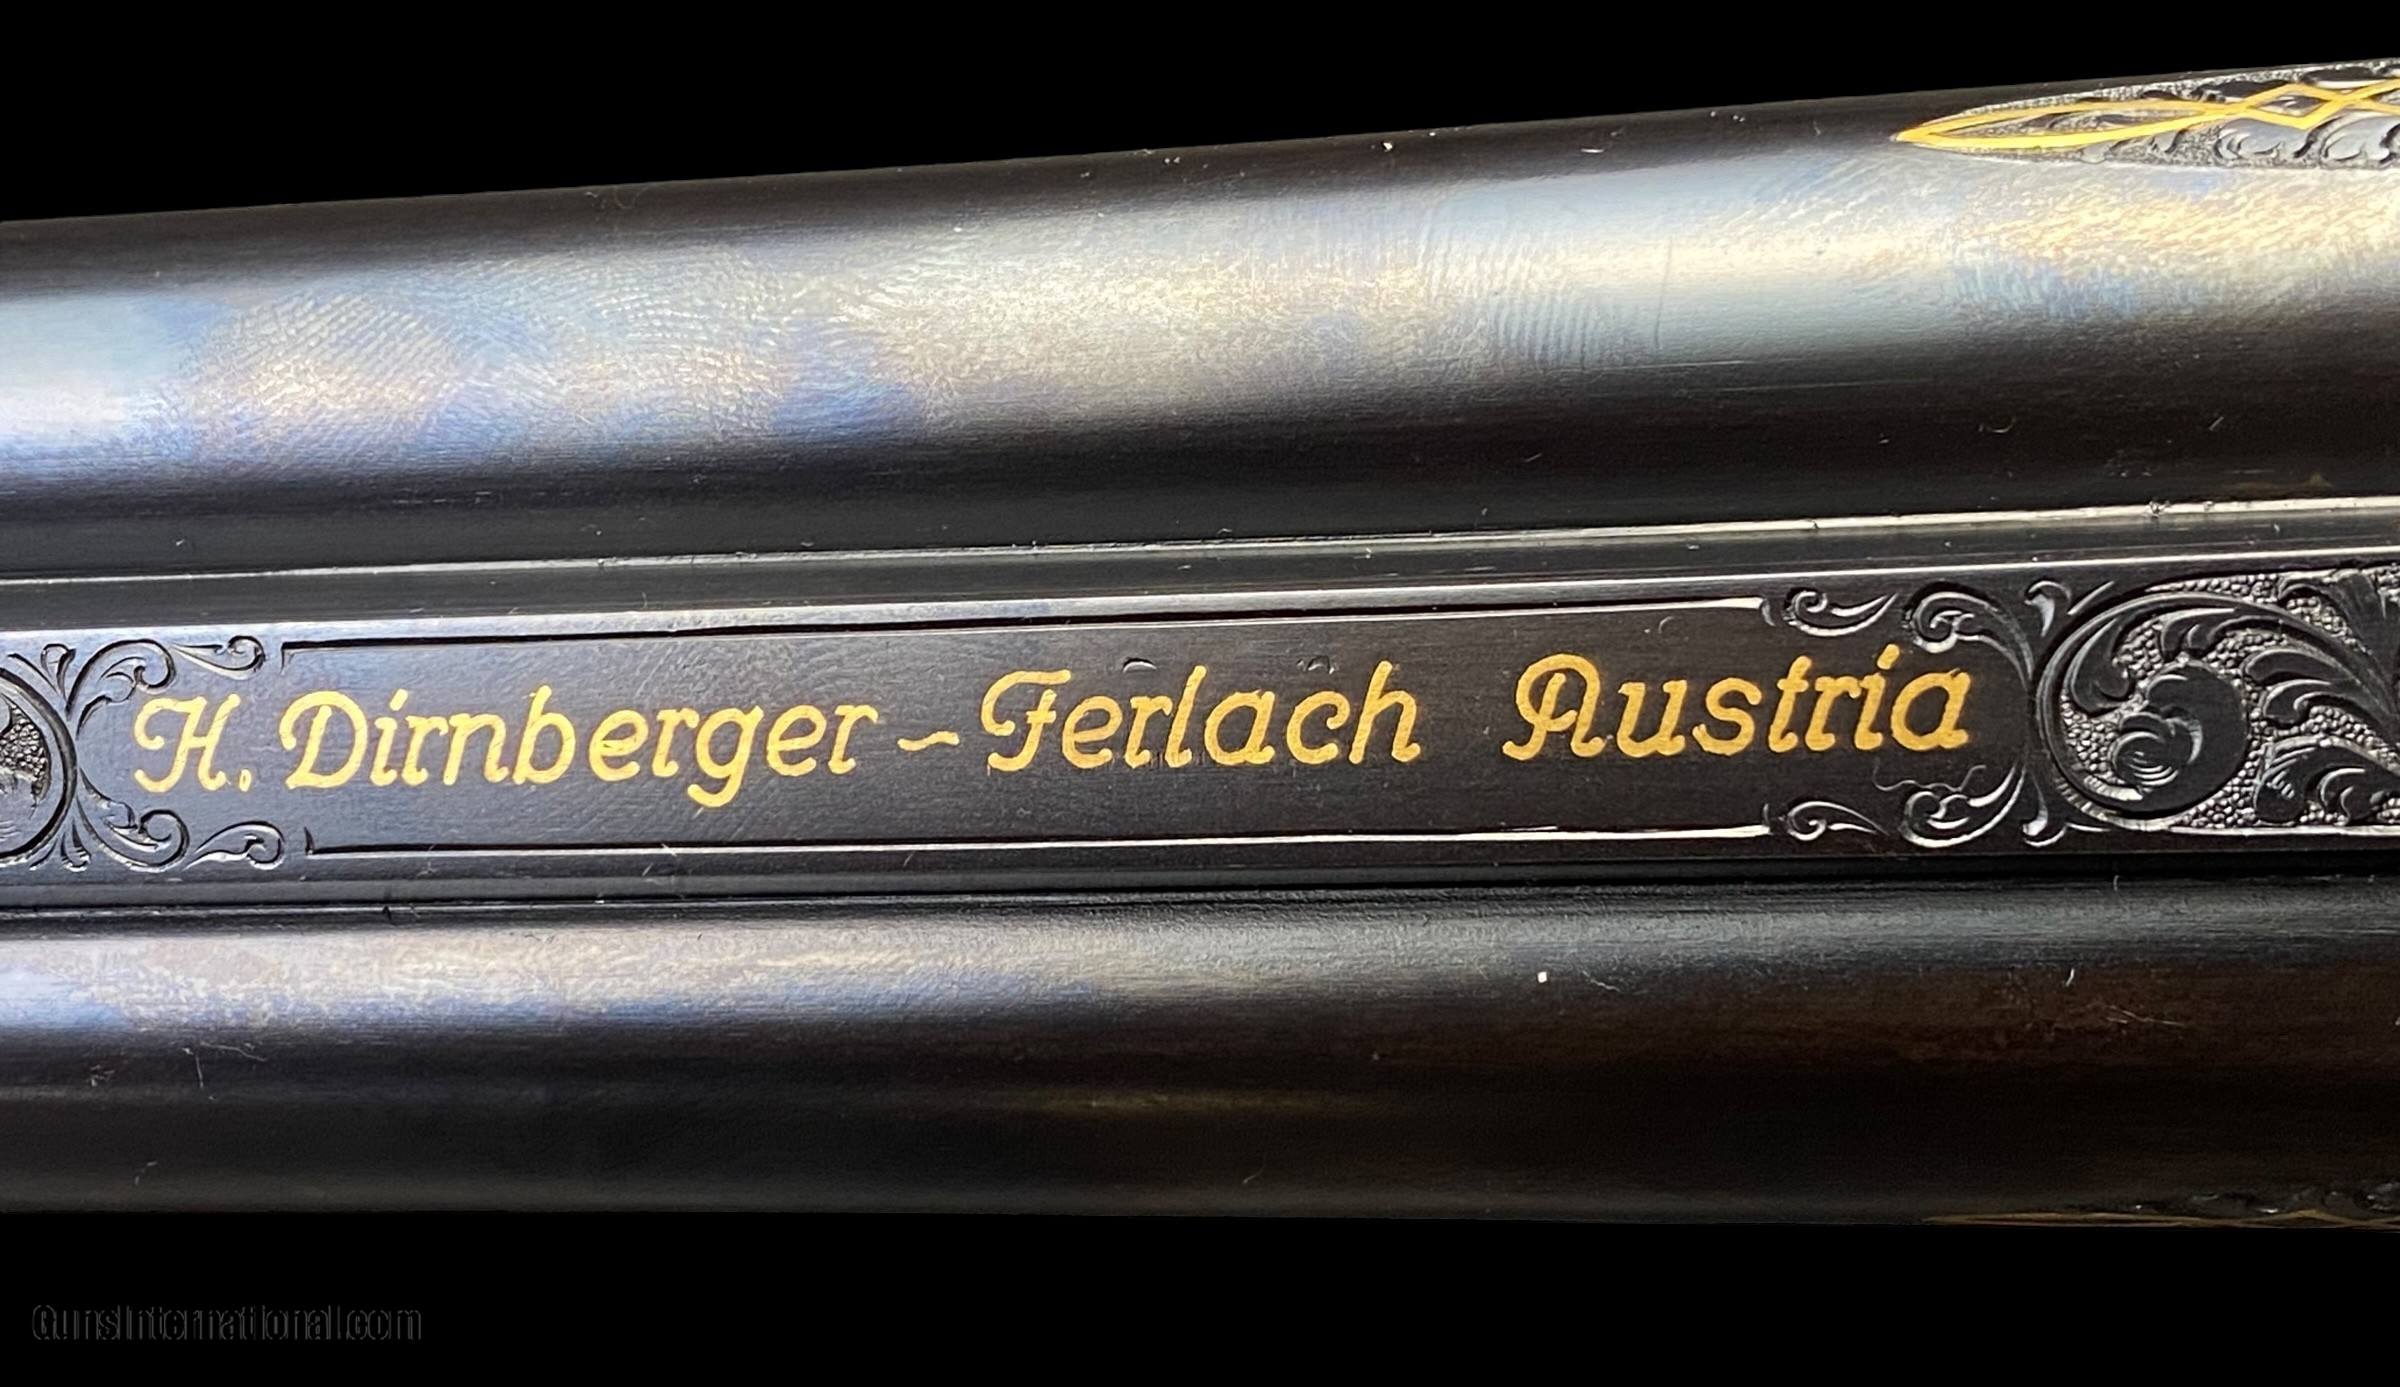 H. Dirnberger ~ Ferlach Austria
GunsInternational.com